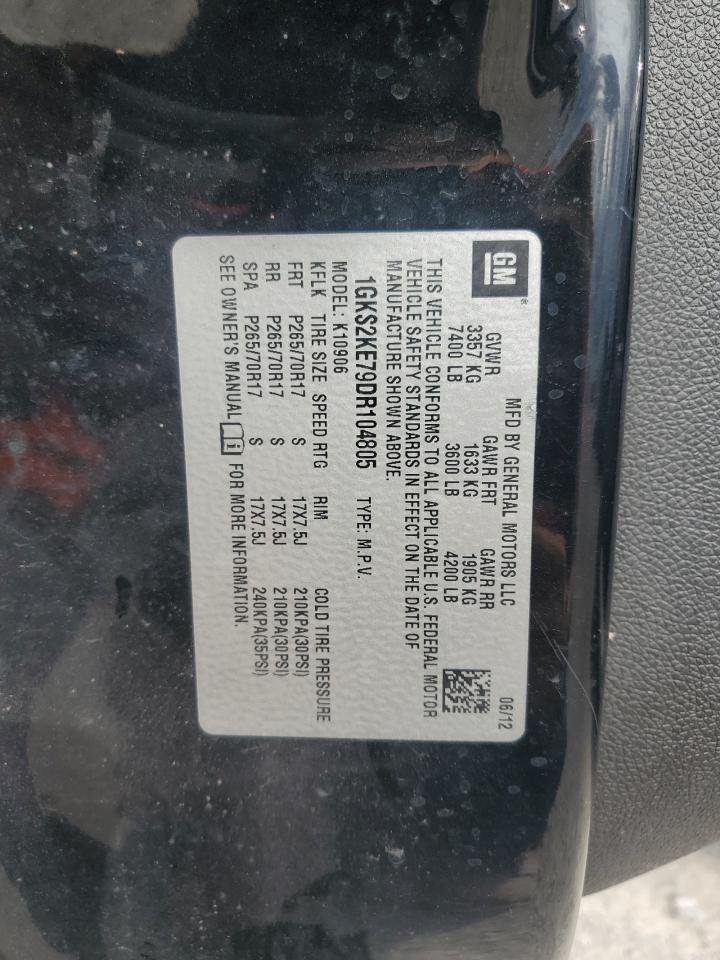 GM
MFD BY GENERAL MOTORS LLC 06/12
GVWR GAWR FRT GAWR RR
3357 KG 1633 KG 1905 KG
7400 LB 3600 LB 4200 LB
THIS VEHICLE CONFORMS TO ALL APPLICABLE U.S. FEDERAL MOTOR
VEHICLE SAFETY STANDARDS IN EFFECT ON THE DATE OF
MANUFACTURE SHOWN ABOVE.
1GKS2KE79DR104805 TYPE: M.P.V.
MODEL: K10906
KFLK TIRE SIZE SPEED RTG RIM COLD TIRE PRESSURE
FRT P265/70R17 S 17X7.5J 210KPA(30PSI)
RR P265/70R17 S 17X7.5J 210KPA(30PSI)
SPA P265/70R17 S 17X7.5J 240KPA(35PSI)
SEE OWNER'S MANUAL i FOR MORE INFORMATION.